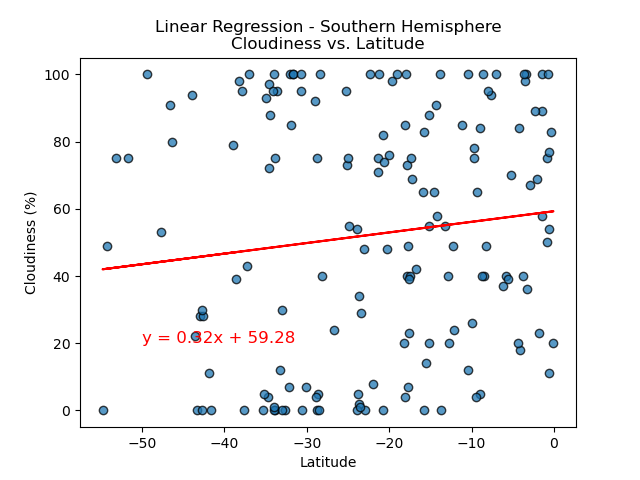 Linear Regression - Southern Hemisphere
Cloudiness vs. Latitude
Cloudiness (%)
100
80
60
40
20
0
y = 0.32x + 59.28
−50
−40
−30
−20
−10
0
Latitude